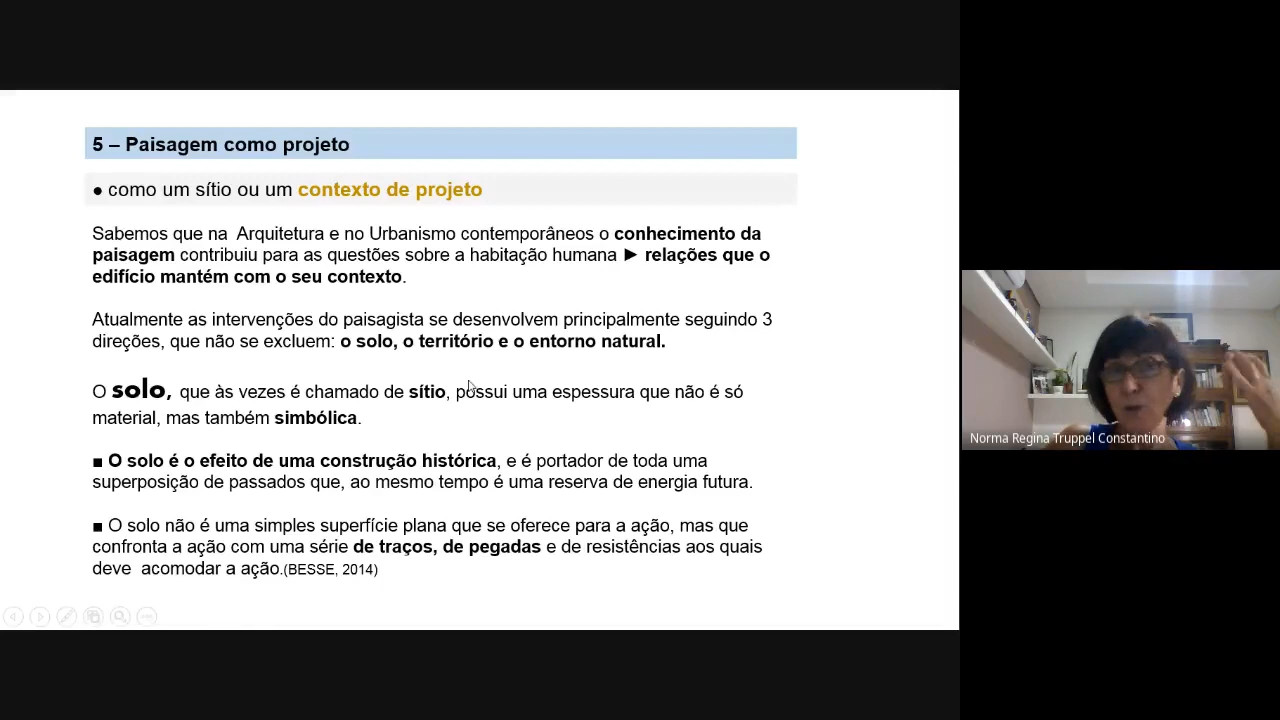 5 – Paisagem como projeto
● como um sítio ou um contexto de projeto
Sabemos que na Arquitetura e no Urbanismo contemporâneos o conhecimento da
paisagem contribuiu para as questões sobre a habitação humana ► relações que o
edifício mantém com o seu contexto.
Atualmente as intervenções do paisagista se desenvolvem principalmente seguindo 3
direções, que não se excluem: o solo, o território e o entorno natural.
O solo, que às vezes é chamado de sítio, possui uma espessura que não é só
material, mas também simbólica.
■ O solo é o efeito de uma construção histórica, e é portador de toda uma
superposição de passados que, ao mesmo tempo é uma reserva de energia futura.
■ O solo não é uma simples superfície plana que se oferece para a ação, mas que
confronta a ação com uma série de traços, de pegadas e de resistências aos quais
deve acomodar a ação.(BESSE, 2014)
Norma Regina Truppel Constantino